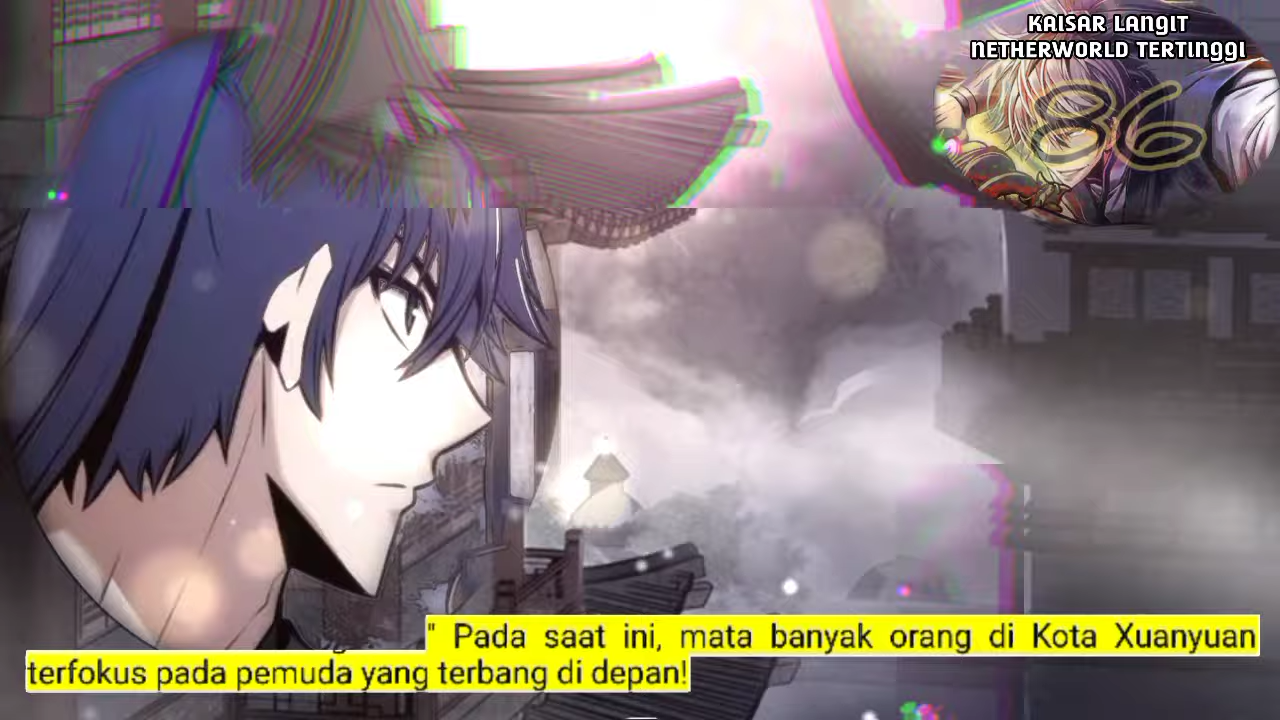 KAISAR LANGIT
NETHERWORLD TERTINGGI
86
" Pada saat ini, mata banyak orang di Kota Xuanyuan
terfokus pada pemuda yang terbang di depan!